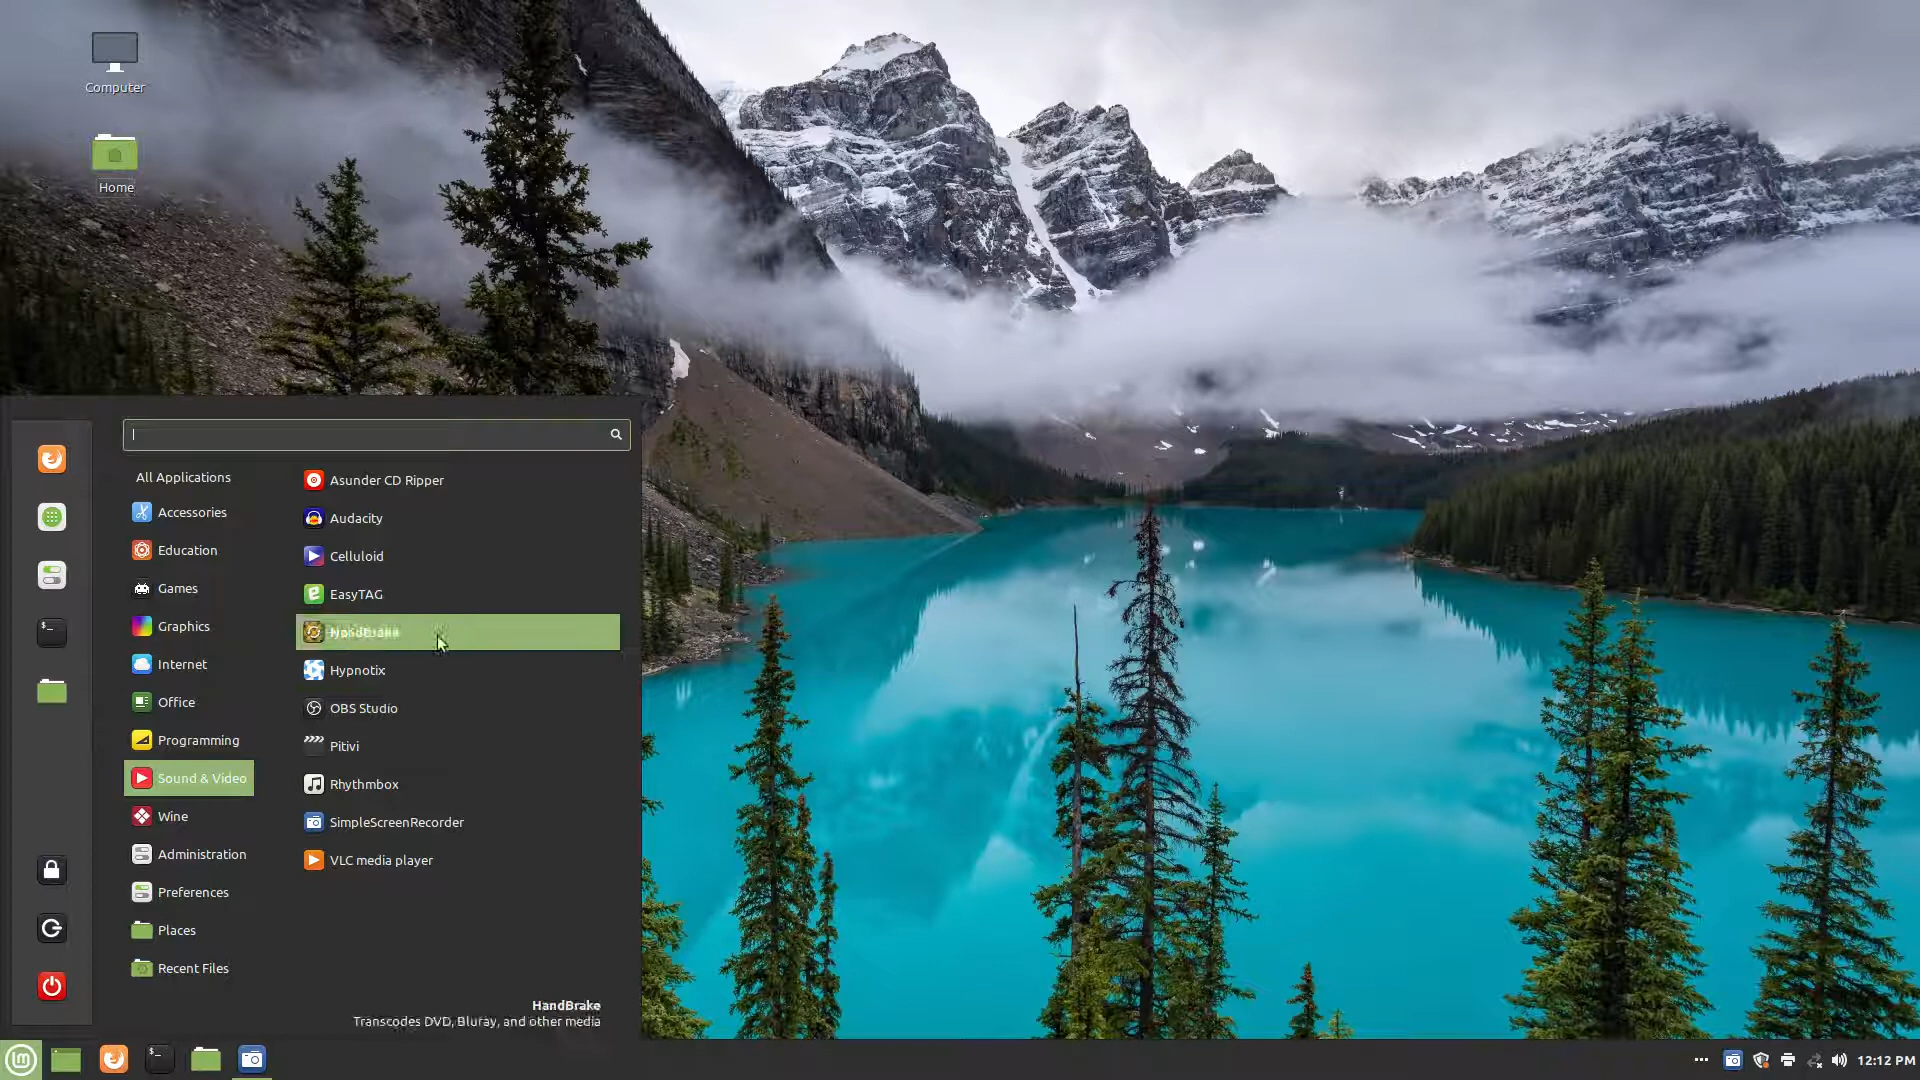 Computer
Home
All Applications
Accessories
Education
Games
Graphics
Internet
Office
Programming
Sound & Video
Wine
Administration
Preferences
Places
Recent Files
Asunder CD Ripper
Audacity
Celluloid
EasyTAG
Hypnotix
OBS Studio
Pitivi
Rhythmbox
SimpleScreenRecorder
VLC media player
HandBrake
Transcodes DVD, Bluray, and other media
12:12 PM